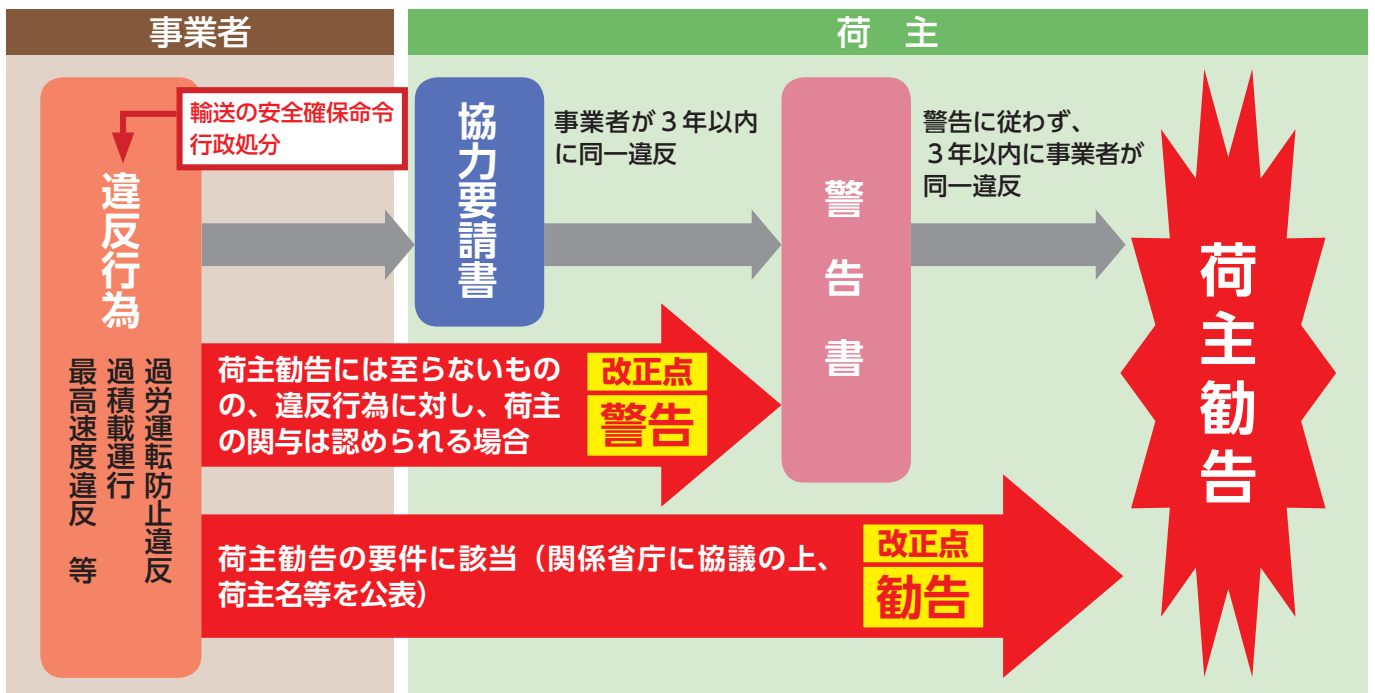 事業者
荷　主
輸送の安全確保命令
行政処分
違反行為
過労運転防止違反
過積載運行
最高速度違反　等
協力要請書
事業者が３年以内
に同一違反
警告書
警告に従わず、
３年以内に事業者が
同一違反
荷主勧告
荷主勧告には至らないもの
の、違反行為に対し、荷主
の関与は認められる場合
改正点
警告
荷主勧告の要件に該当（関係省庁に協議の上、
荷主名等を公表）
改正点
勧告